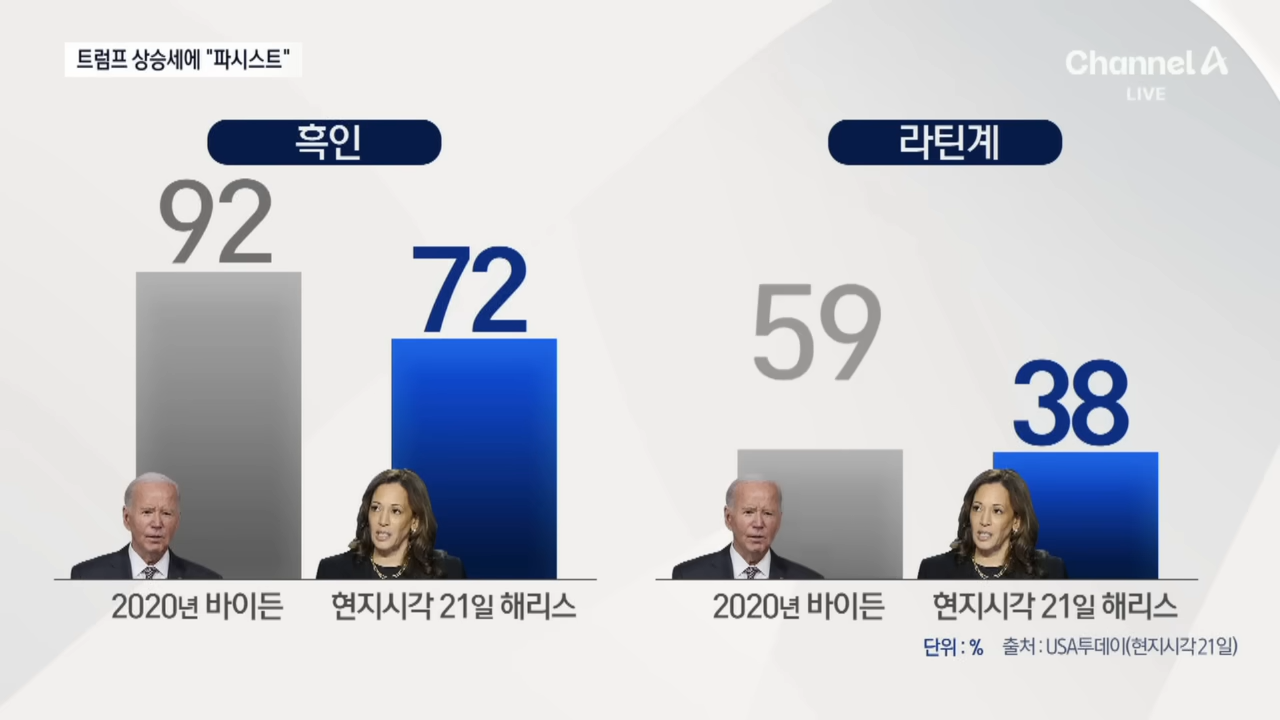 트럼프 상승세에 "파시스트"
Channel A
LIVE
흑인
라틴계
92
72
59
38
2020년 바이든
현지시각 21일 해리스
2020년 바이든
현지시각 21일 해리스
단위 : % 출처 : USA투데이(현지시각 21일)